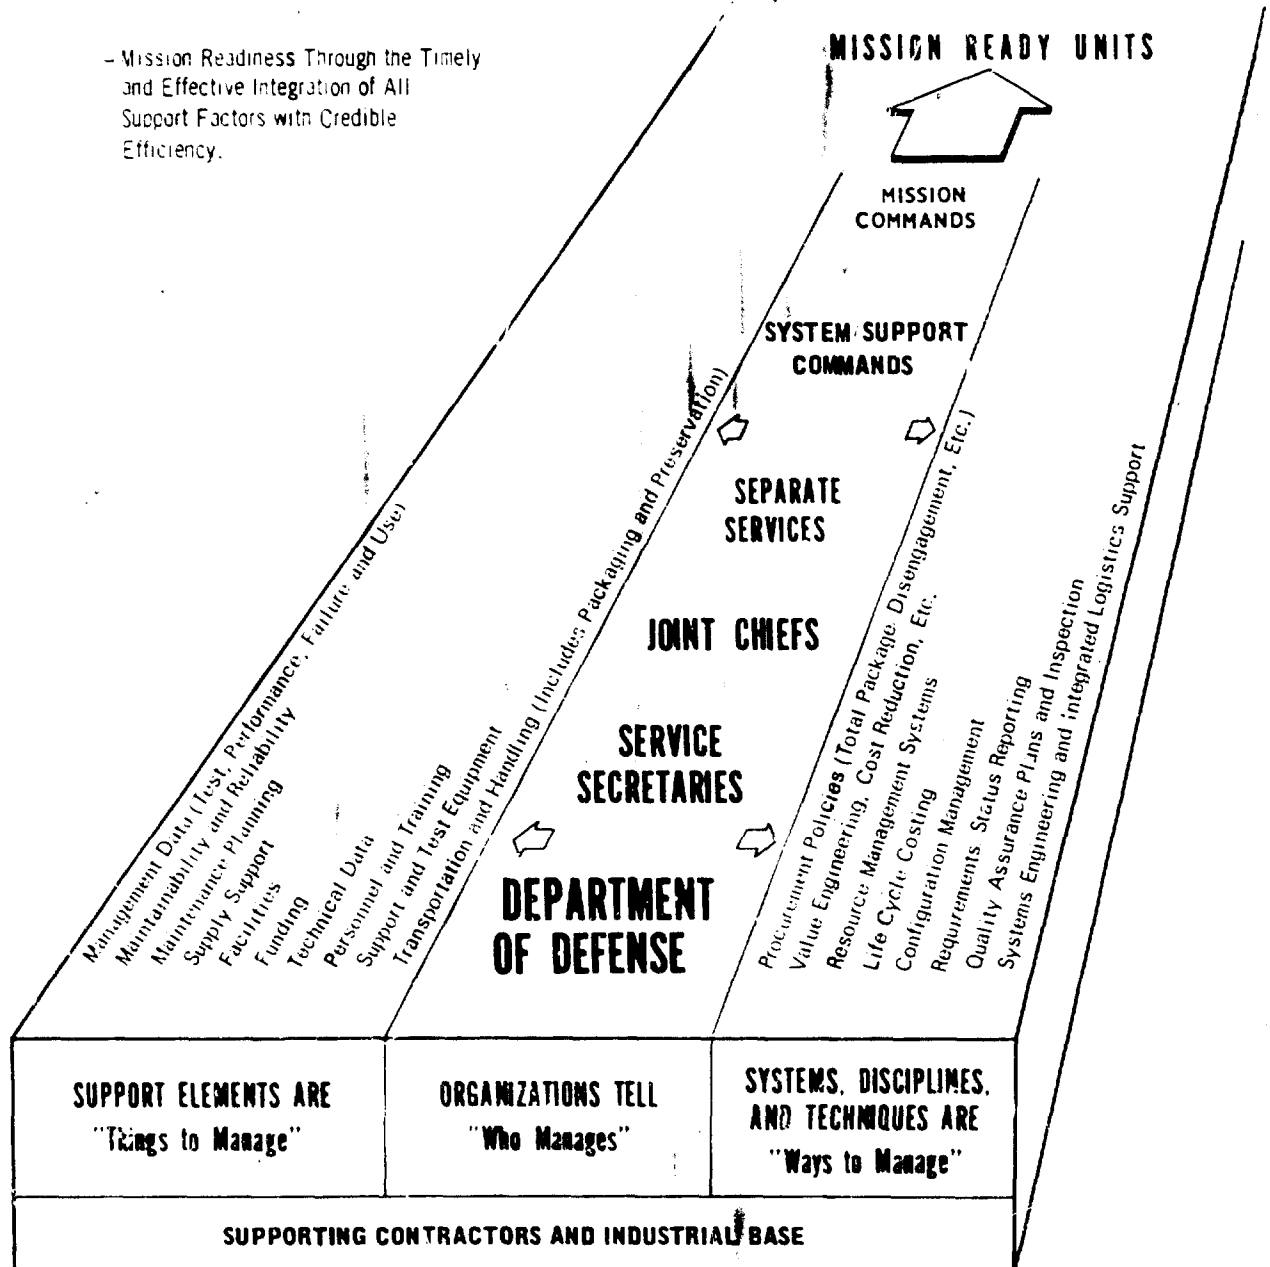 – Mission Readiness Through the Timely
and Effective Integration of All
Support Factors with Credible
Efficiency.
MISSION READY UNITS
MISSION
COMMANDS
SYSTEM SUPPORT
COMMANDS
SEPARATE
SERVICES
JOINT CHIEFS
SERVICE
SECRETARIES
DEPARTMENT
OF DEFENSE
Management Data (Test, Performance, Failure and Use)
Maintainability and Reliability
Maintenance Planning
Supply Support
Facilities
Funding
Technical Data
Personnel and Training
Support and Test Equipment
Transportation and Handling (Includes Packaging and Preservation)
Procurement Policies (Total Package, Disengagement, Etc.)
Value Engineering, Cost Reduction, Etc.
Resource Management Systems
Life Cycle Costing
Configuration Management
Requirements Status Reporting
Quality Assurance Plans and Inspection
Systems Engineering and integrated Logistics Support
SUPPORT ELEMENTS ARE
"Things to Manage"
ORGANIZATIONS TELL
"Who Manages"
SYSTEMS, DISCIPLINES,
AND TECHNIQUES ARE
"Ways to Manage"
SUPPORTING CONTRACTORS AND INDUSTRIAL BASE